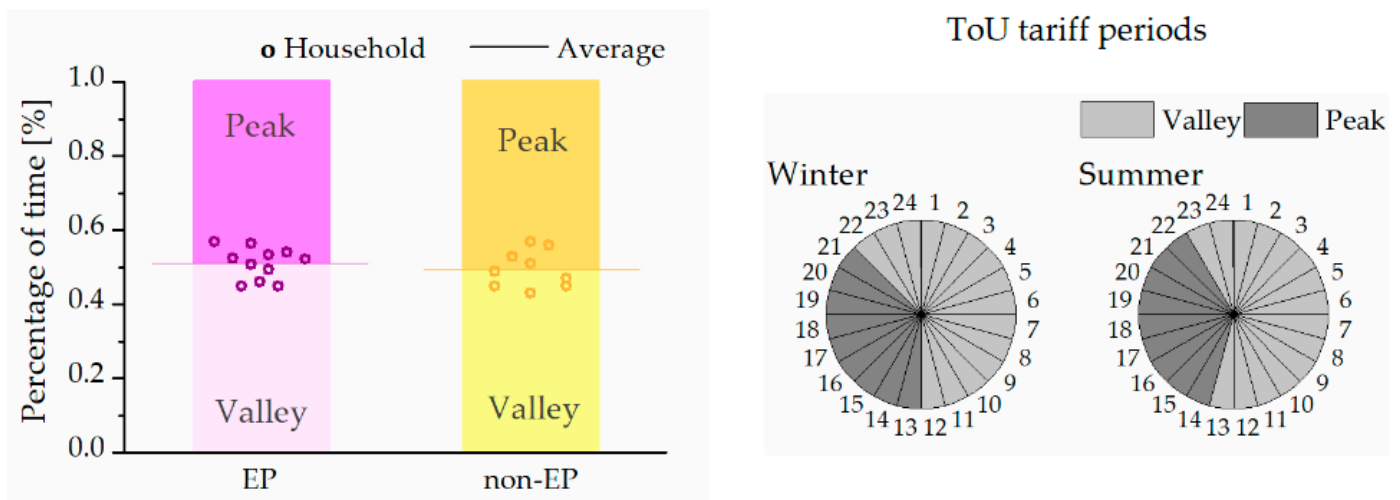 o Household — Average
Percentage of time [%]
1.0
0.8
0.6
0.4
0.2
0.0
Peak
Peak
Valley
Valley
EP
non-EP
ToU tariff periods
Valley Peak
Winter
24 1 2 3 4 5 6 7 8 9 10 11 12 13 14 15 16 17 18 19 20 21 22 23
Summer
24 1 2 3 4 5 6 7 8 9 10 11 12 13 14 15 16 17 18 19 20 21 22 23